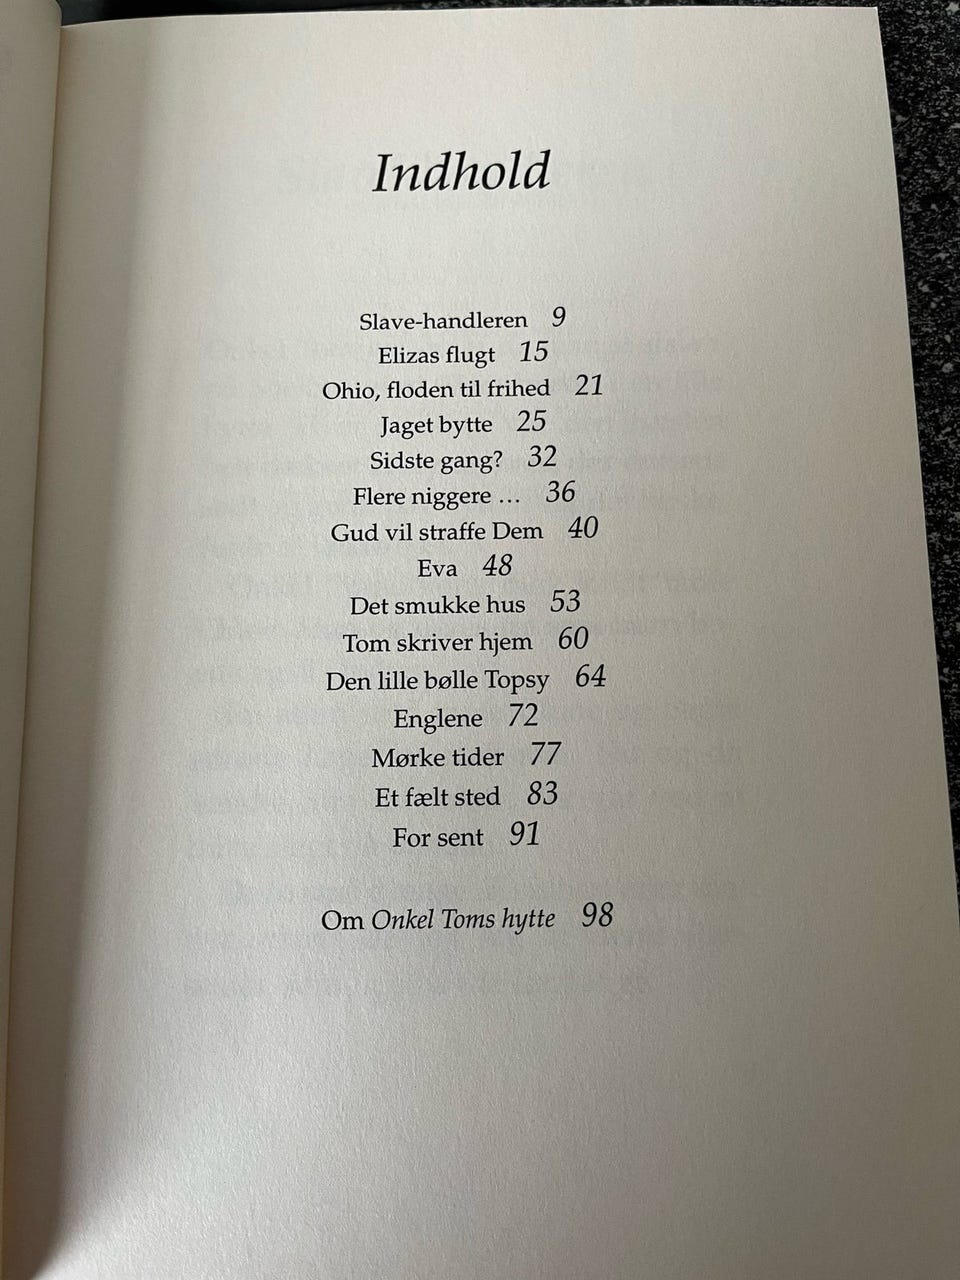 Indhold
Slave-handleren 9
Elizas flugt 15
Ohio, floden til frihed 21
Jaget bytte 25
Sidste gang? 32
Flere niggere ... 36
Gud vil straffe Dem 40
Eva 48
Det smukke hus 53
Tom skriver hjem 60
Den lille bølle Topsy 64
Englene 72
Mørke tider 77
Et fælt sted 83
For sent 91
Om Onkel Toms hytte 98